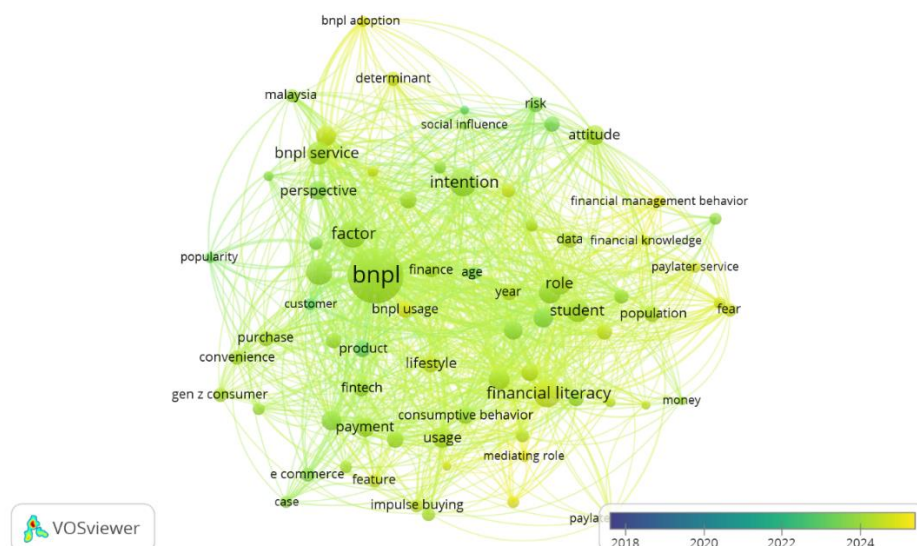 bnpl adoption
determinant
malaysia
risk
social influence
attitude
bnpl service
intention
perspective
financial management behavior
factor
data
financial knowledge
popularity
bnpl
finance
age
paylater service
year
role
customer
bnpl usage
student
population
fear
purchase
product
convenience
lifestyle
gen z consumer
fintech
financial literacy
money
payment
consumptive behavior
usage
mediating role
e commerce
feature
case
impulse buying
paylate
VOSviewer
2018
2020
2022
2024